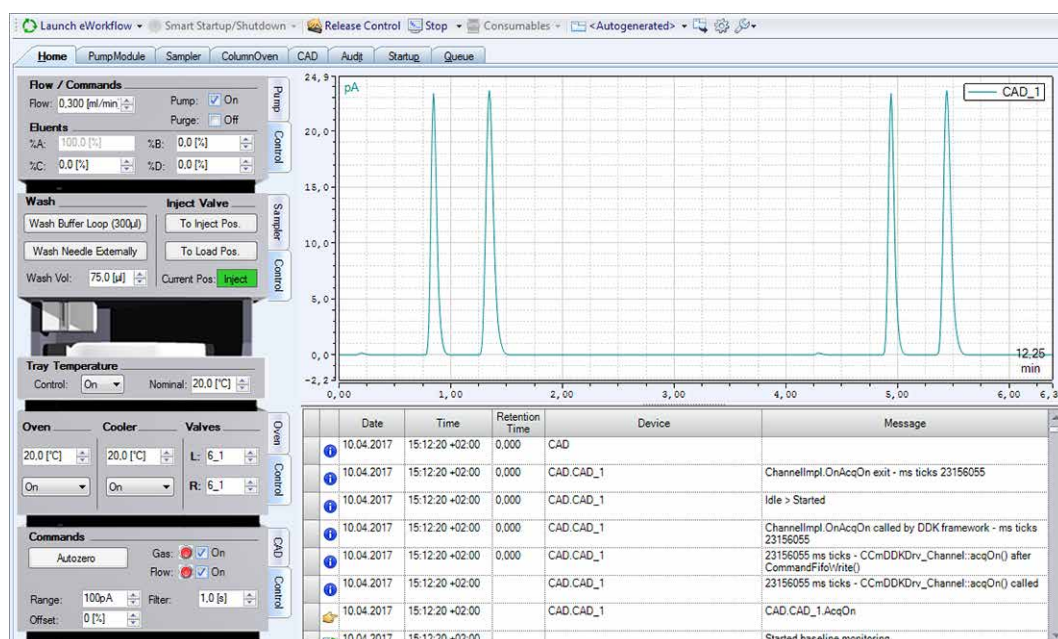 Launch eWorkflow Smart Startup/Shutdown Release Control Stop Consumables <Autogenerated>
Home PumpModule Sampler ColumnOven CAD Audit Startup Queue
Flow / Commands
Flow: 0,300 [ml/min] Pump: On
Purge: Off
Eluents
%A: 100,0 [%] %B: 0,0 [%]
%C: 0,0 [%] %D: 0,0 [%]
Pump
Control
Wash Inject Valve
Wash Buffer Loop (300µl) To Inject Pos.
Wash Needle Externally To Load Pos.
Wash Vol: 75,0 [µl] Current Pos: Inject
Sampler
Control
Tray Temperature
Control: On Nominal: 20,0 [°C]
Oven Cooler Valves
20,0 [°C] 20,0 [°C] L: 6_1
On On R: 6_1
Oven
Control
Commands
Autozero Gas: On
Flow: On
Range: 100pA Filter: 1,0 [s]
Offset: 0 [%]
CAD
Control
24,9
pA
CAD_1
20,0
15,0
10,0
5,0
0,0
-2,2
12,25
min
0,00 1,00 2,00 3,00 4,00 5,00 6,00 6,3
Date Time Retention Time Device Message
10.04.2017 15:12:20 +02:00 0,000 CAD
10.04.2017 15:12:20 +02:00 0,000 CAD.CAD_1 ChannelImpl.OnAcqOn exit - ms ticks 23156055
10.04.2017 15:12:20 +02:00 0,000 CAD.CAD_1 Idle > Started
10.04.2017 15:12:20 +02:00 0,000 CAD.CAD_1 ChannelImpl.OnAcqOn called by DDK framework - ms ticks
23156055
10.04.2017 15:12:20 +02:00 0,000 CAD.CAD_1 23156055 ms ticks - CCmDDKDrv_Channel::acqOn() after
CommandFifoWrite()
10.04.2017 15:12:20 +02:00 CAD.CAD_1 23156055 ms ticks - CCmDDKDrv_Channel::acqOn() called
10.04.2017 15:12:20 +02:00 CAD.CAD_1 CAD.CAD_1.AcqOn
10.04.2017 15:12:20 +02:00 Started baseline monitoring